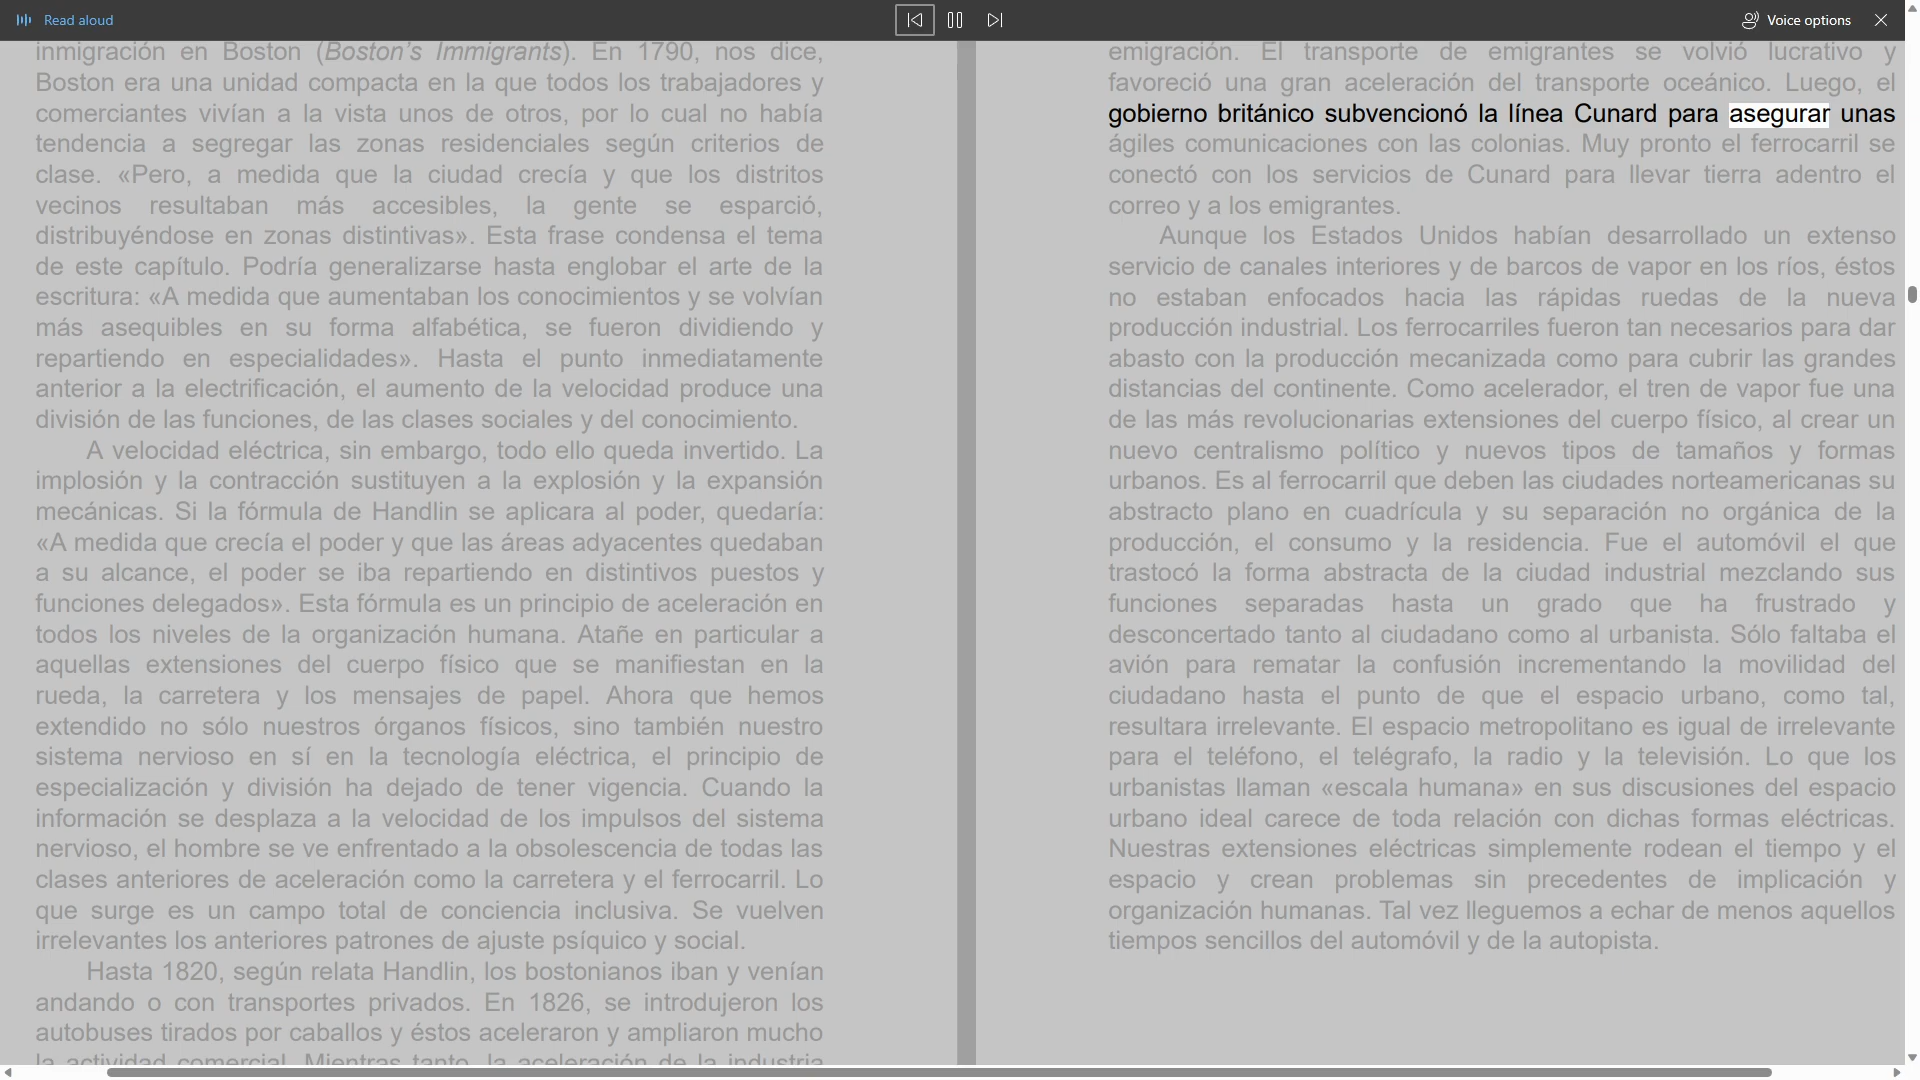 Read aloud
Voice options
inmigración en Boston (Boston's Immigrants). En 1790, nos dice,
Boston era una unidad compacta en la que todos los trabajadores y
comerciantes vivían a la vista unos de otros, por lo cual no había
tendencia a segregar las zonas residenciales según criterios de
clase. «Pero, a medida que la ciudad crecía y que los distritos
vecinos resultaban más accesibles, la gente se esparció,
distribuyéndose en zonas distintivas». Esta frase condensa el tema
de este capítulo. Podría generalizarse hasta englobar el arte de la
escritura: «A medida que aumentaban los conocimientos y se volvían
más asequibles en su forma alfabética, se fueron dividiendo y
repartiendo en especialidades». Hasta el punto inmediatamente
anterior a la electrificación, el aumento de la velocidad produce una
división de las funciones, de las clases sociales y del conocimiento.
A velocidad eléctrica, sin embargo, todo ello queda invertido. La
implosión y la contracción sustituyen a la explosión y la expansión
mecánicas. Si la fórmula de Handlin se aplicara al poder, quedaría:
«A medida que crecía el poder y que las áreas adyacentes quedaban
a su alcance, el poder se iba repartiendo en distintivos puestos y
funciones delegados». Esta fórmula es un principio de aceleración en
todos los niveles de la organización humana. Atañe en particular a
aquellas extensiones del cuerpo físico que se manifiestan en la
rueda, la carretera y los mensajes de papel. Ahora que hemos
extendido no sólo nuestros órganos físicos, sino también nuestro
sistema nervioso en sí en la tecnología eléctrica, el principio de
especialización y división ha dejado de tener vigencia. Cuando la
información se desplaza a la velocidad de los impulsos del sistema
nervioso, el hombre se ve enfrentado a la obsolescencia de todas las
clases anteriores de aceleración como la carretera y el ferrocarril. Lo
que surge es un campo total de conciencia inclusiva. Se vuelven
irrelevantes los anteriores patrones de ajuste psíquico y social.
Hasta 1820, según relata Handlin, los bostonianos iban y venían
andando o con transportes privados. En 1826, se introdujeron los
autobuses tirados por caballos y éstos aceleraron y ampliaron mucho
la actividad comercial. Mientras tanto, la aceleración de la industria
emigración. El transporte de emigrantes se volvió lucrativo y
favoreció una gran aceleración del transporte oceánico. Luego, el
gobierno británico subvencionó la línea Cunard para asegurar unas
ágiles comunicaciones con las colonias. Muy pronto el ferrocarril se
conectó con los servicios de Cunard para llevar tierra adentro el
correo y a los emigrantes.
Aunque los Estados Unidos habían desarrollado un extenso
servicio de canales interiores y de barcos de vapor en los ríos, éstos
no estaban enfocados hacia las rápidas ruedas de la nueva
producción industrial. Los ferrocarriles fueron tan necesarios para dar
abasto con la producción mecanizada como para cubrir las grandes
distancias del continente. Como acelerador, el tren de vapor fue una
de las más revolucionarias extensiones del cuerpo físico, al crear un
nuevo centralismo político y nuevos tipos de tamaños y formas
urbanos. Es al ferrocarril que deben las ciudades norteamericanas su
abstracto plano en cuadrícula y su separación no orgánica de la
producción, el consumo y la residencia. Fue el automóvil el que
trastocó la forma abstracta de la ciudad industrial mezclando sus
funciones separadas hasta un grado que ha frustrado y
desconcertado tanto al ciudadano como al urbanista. Sólo faltaba el
avión para rematar la confusión incrementando la movilidad del
ciudadano hasta el punto de que el espacio urbano, como tal,
resultara irrelevante. El espacio metropolitano es igual de irrelevante
para el teléfono, el telégrafo, la radio y la televisión. Lo que los
urbanistas llaman «escala humana» en sus discusiones del espacio
urbano ideal carece de toda relación con dichas formas eléctricas.
Nuestras extensiones eléctricas simplemente rodean el tiempo y el
espacio y crean problemas sin precedentes de implicación y
organización humanas. Tal vez lleguemos a echar de menos aquellos
tiempos sencillos del automóvil y de la autopista.